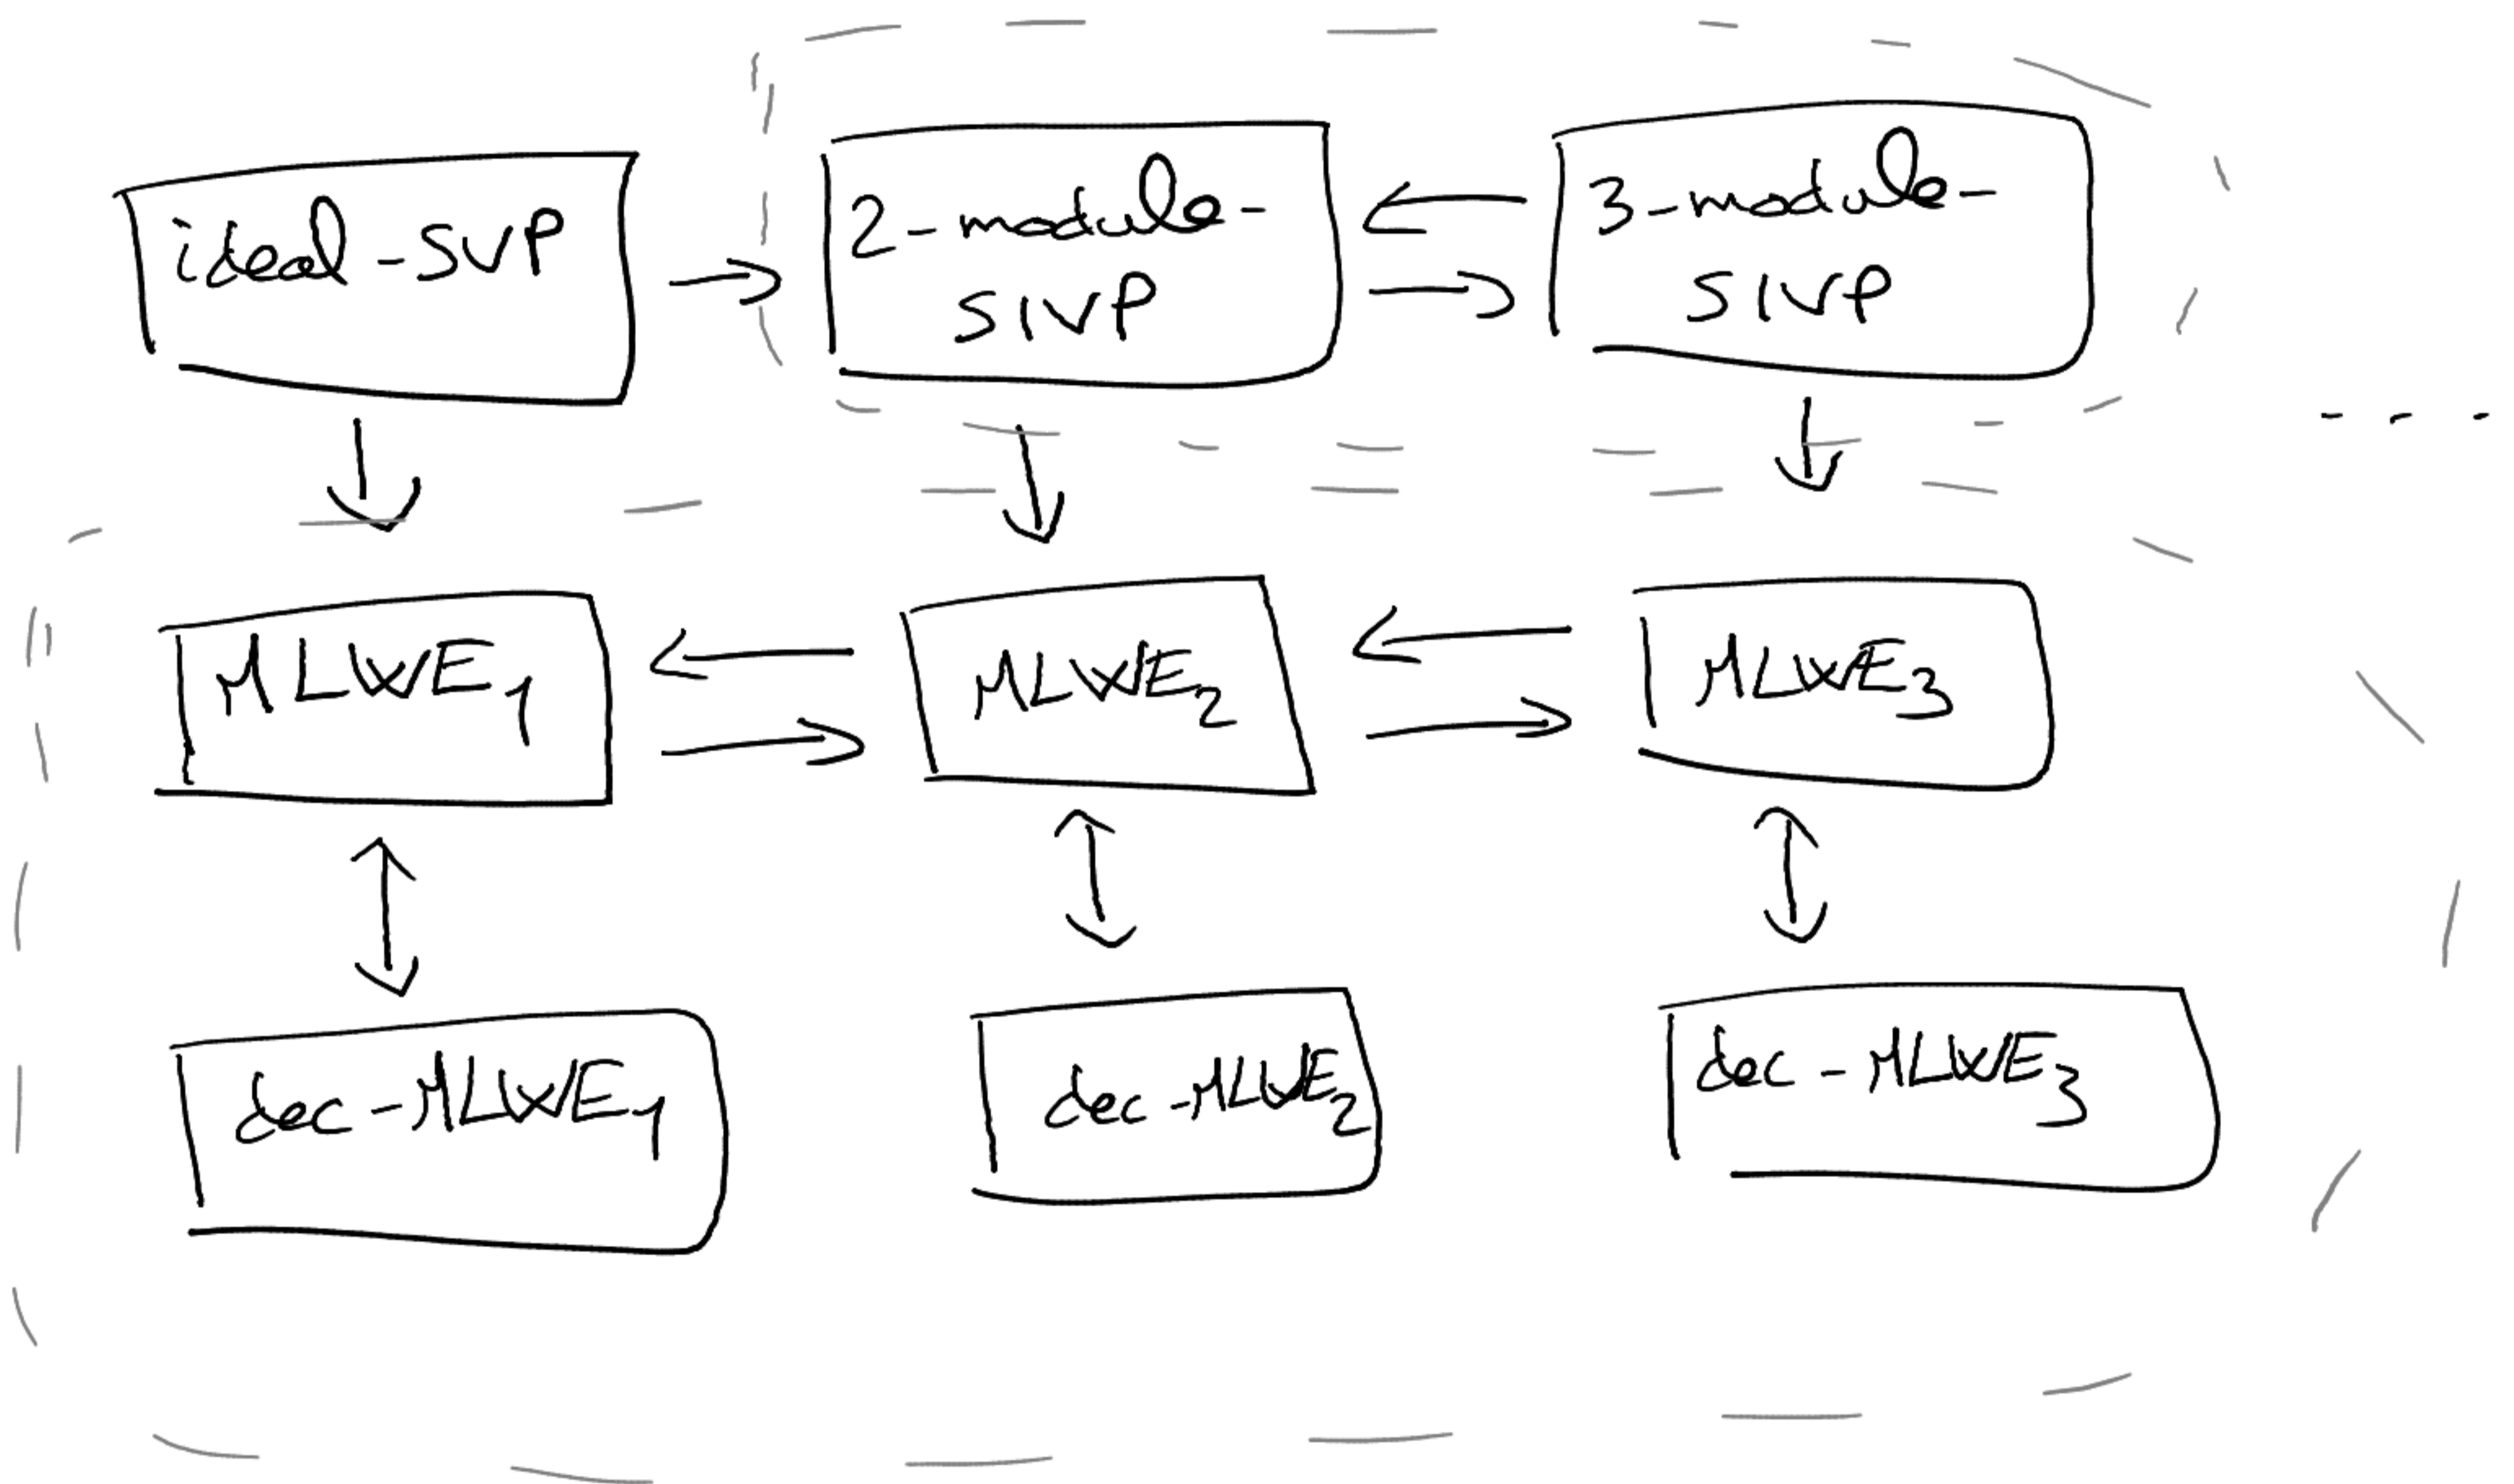 ideal-SVP
2-module-
SIVP
3-module-
SIVP
- - -
MLWE₁
MLWE₂
MLWE₃
dec-MLWE₁
dec-MLWE₂
dec-MLWE₃